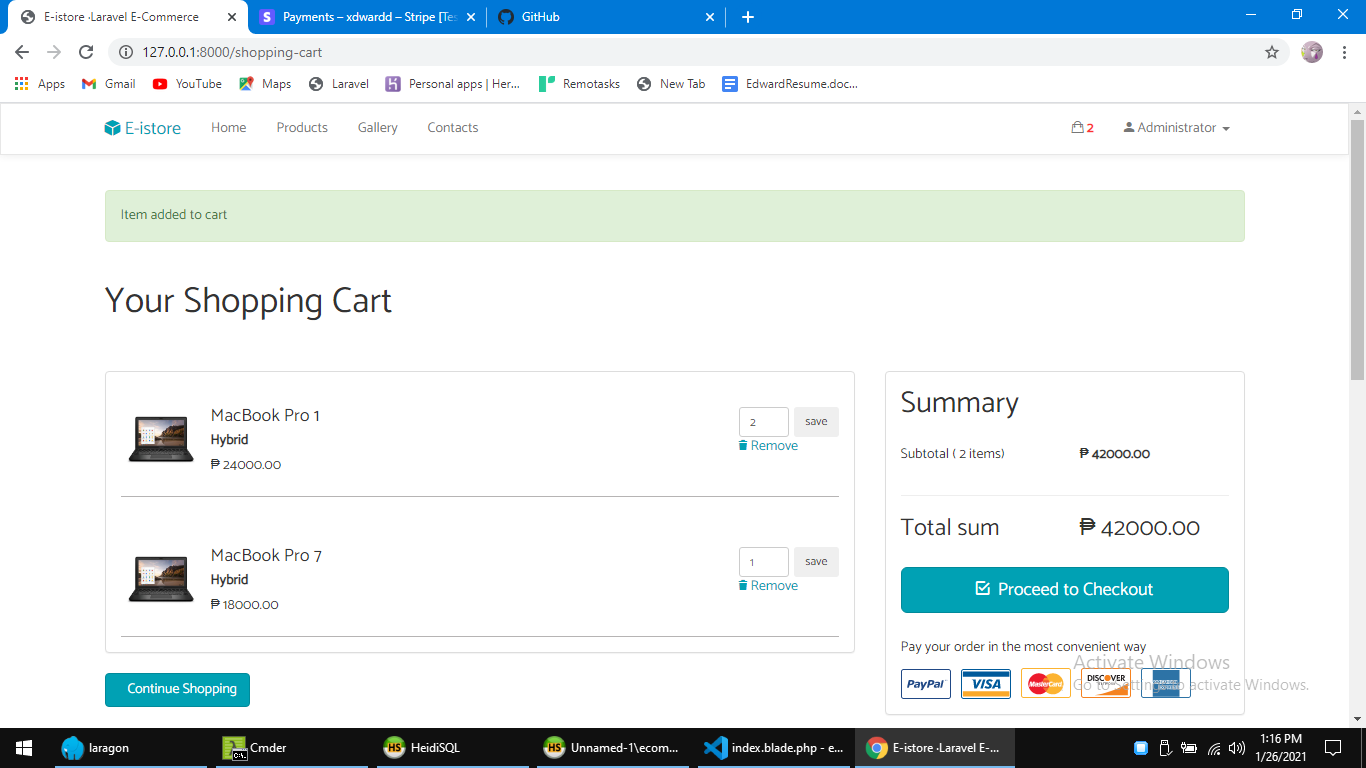 E-istore ·Laravel E-Commerce
Payments – xdwardd – Stripe [Tes
GitHub
127.0.0.1:8000/shopping-cart
Apps Gmail YouTube Maps Laravel Personal apps | Her... Remotasks New Tab EdwardResume.doc...
E-istore Home Products Gallery Contacts 2 Administrator
Item added to cart
Your Shopping Cart
MacBook Pro 1
Hybrid
₱ 24000.00
2 save
Remove
MacBook Pro 7
Hybrid
₱ 18000.00
1 save
Remove
Continue Shopping
Summary
Subtotal ( 2 items) ₱ 42000.00
Total sum ₱ 42000.00
Proceed to Checkout
Pay your order in the most convenient way
PayPal VISA MasterCard DISCOVER
Activate Windows
Go to Settings to activate Windows.
laragon Cmder HeidiSQL Unnamed-1\ecom... index.blade.php - e... E-istore ·Laravel E-...
1:16 PM
1/26/2021